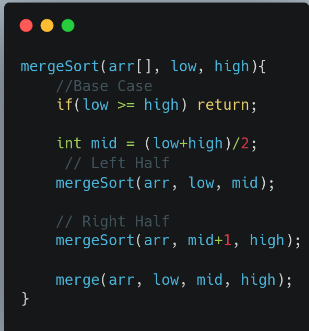 mergeSort(arr[], low, high){
//Base Case
if(low >= high) return;
int mid = (low+high)/2;
// Left Half
mergeSort(arr, low, mid);
// Right Half
mergeSort(arr, mid+1, high);
merge(arr, low, mid, high);
}